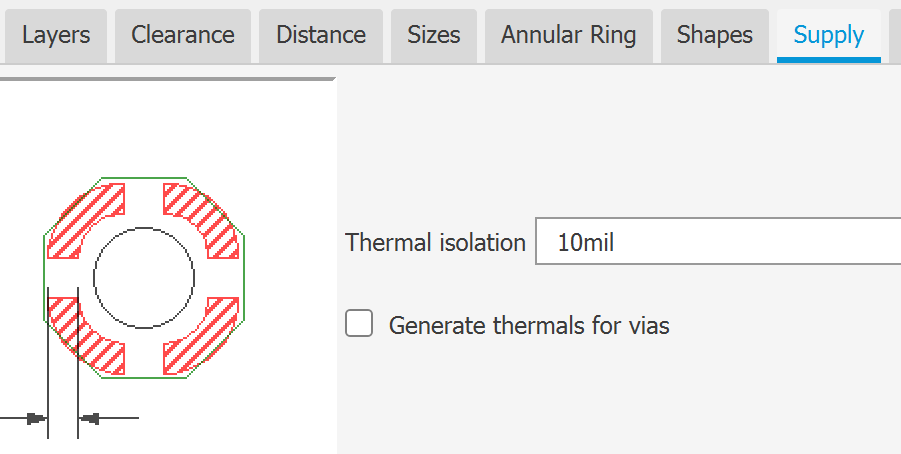 Layers Clearance Distance Sizes Annular Ring Shapes Supply
Thermal isolation 10mil
Generate thermals for vias